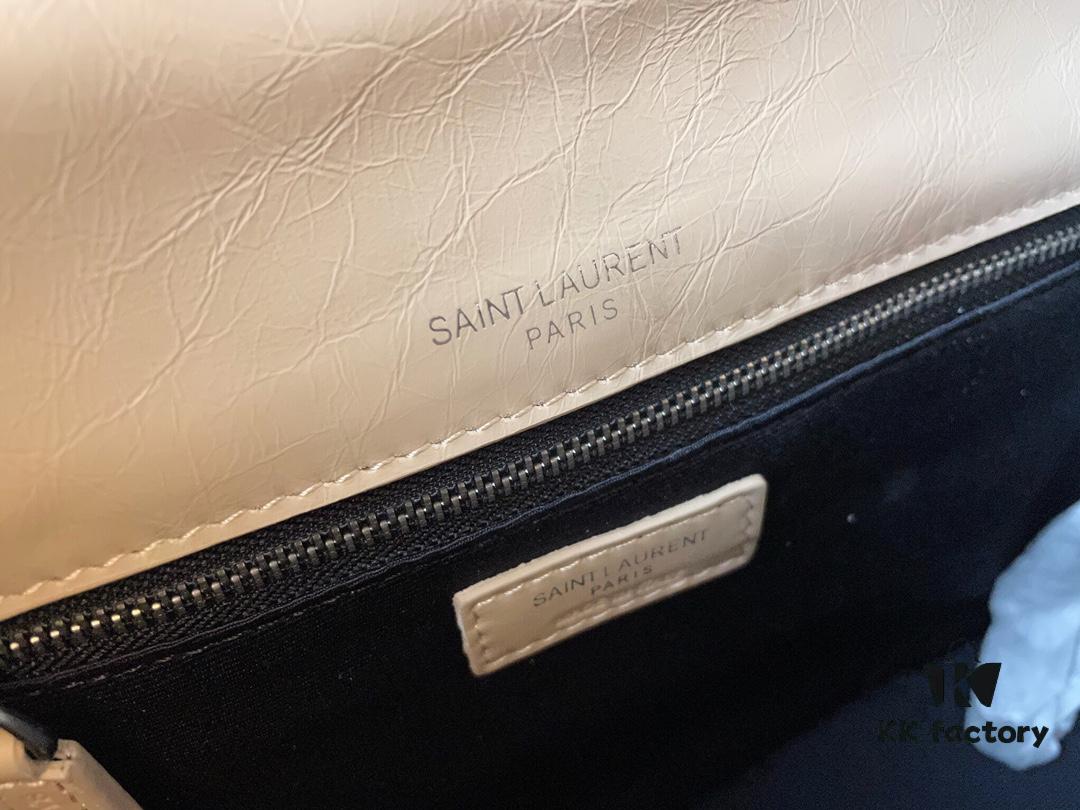 SAINT LAURENT
PARIS
SAINT LAURENT
PARIS
KK factory